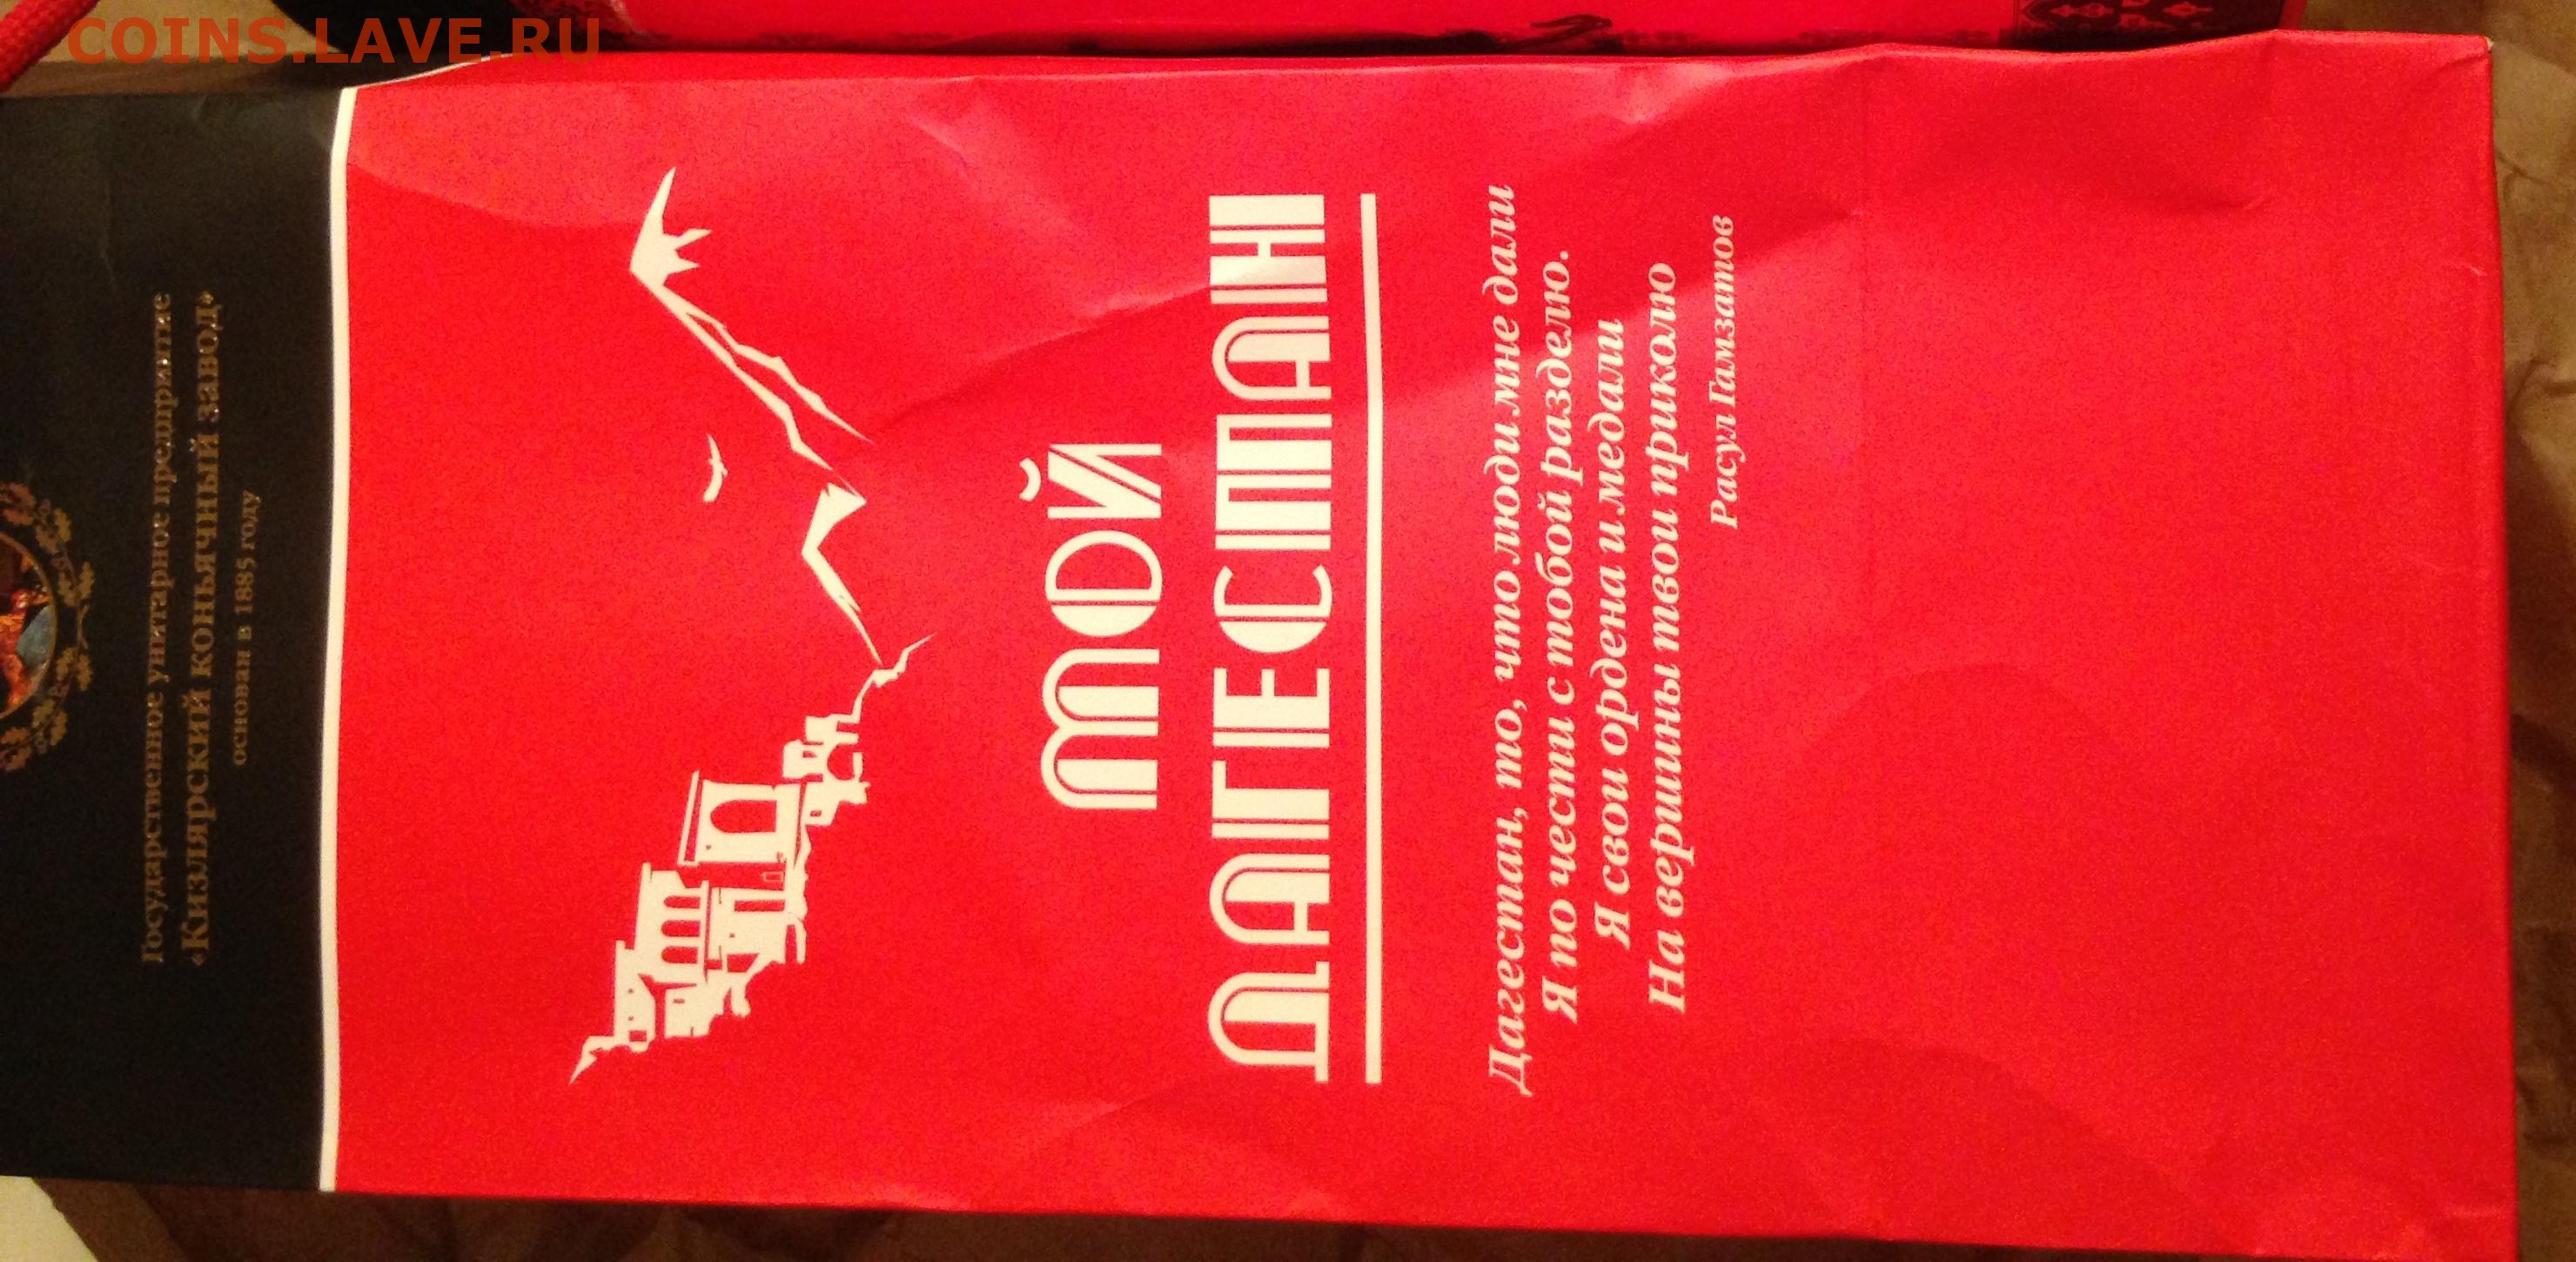 COINS.LAVE.RU
Государственное унитарное предприятие
«Кизлярский коньячный завод»
основан в 1885 году
МОЙ
ДАГЕСТАН
Дагестан, то, что люди мне дали
Я по чести с тобой разделю.
Я свои ордена и медали
На вершины твои приколю
Расул Гамзатов